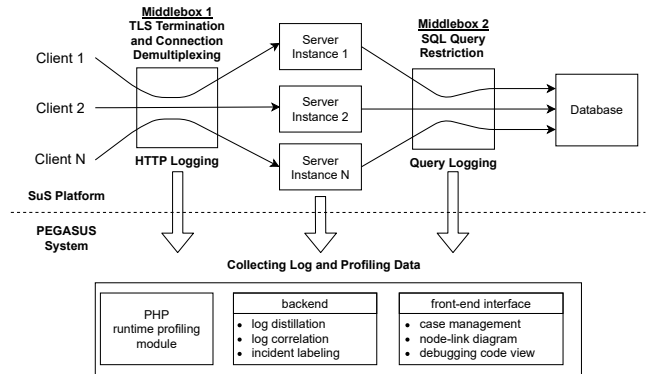 Middlebox 1
TLS Termination
and Connection
Demultiplexing
Middlebox 2
SQL Query
Restriction
Client 1
Client 2
Client N
Server
Instance 1
Server
Instance 2
Server
Instance N
Database
HTTP Logging
Query Logging
SuS Platform
PEGASUS
System
Collecting Log and Profiling Data
PHP
runtime profiling
module
backend
• log distillation
• log correlation
• incident labeling
front-end interface
• case management
• node-link diagram
• debugging code view